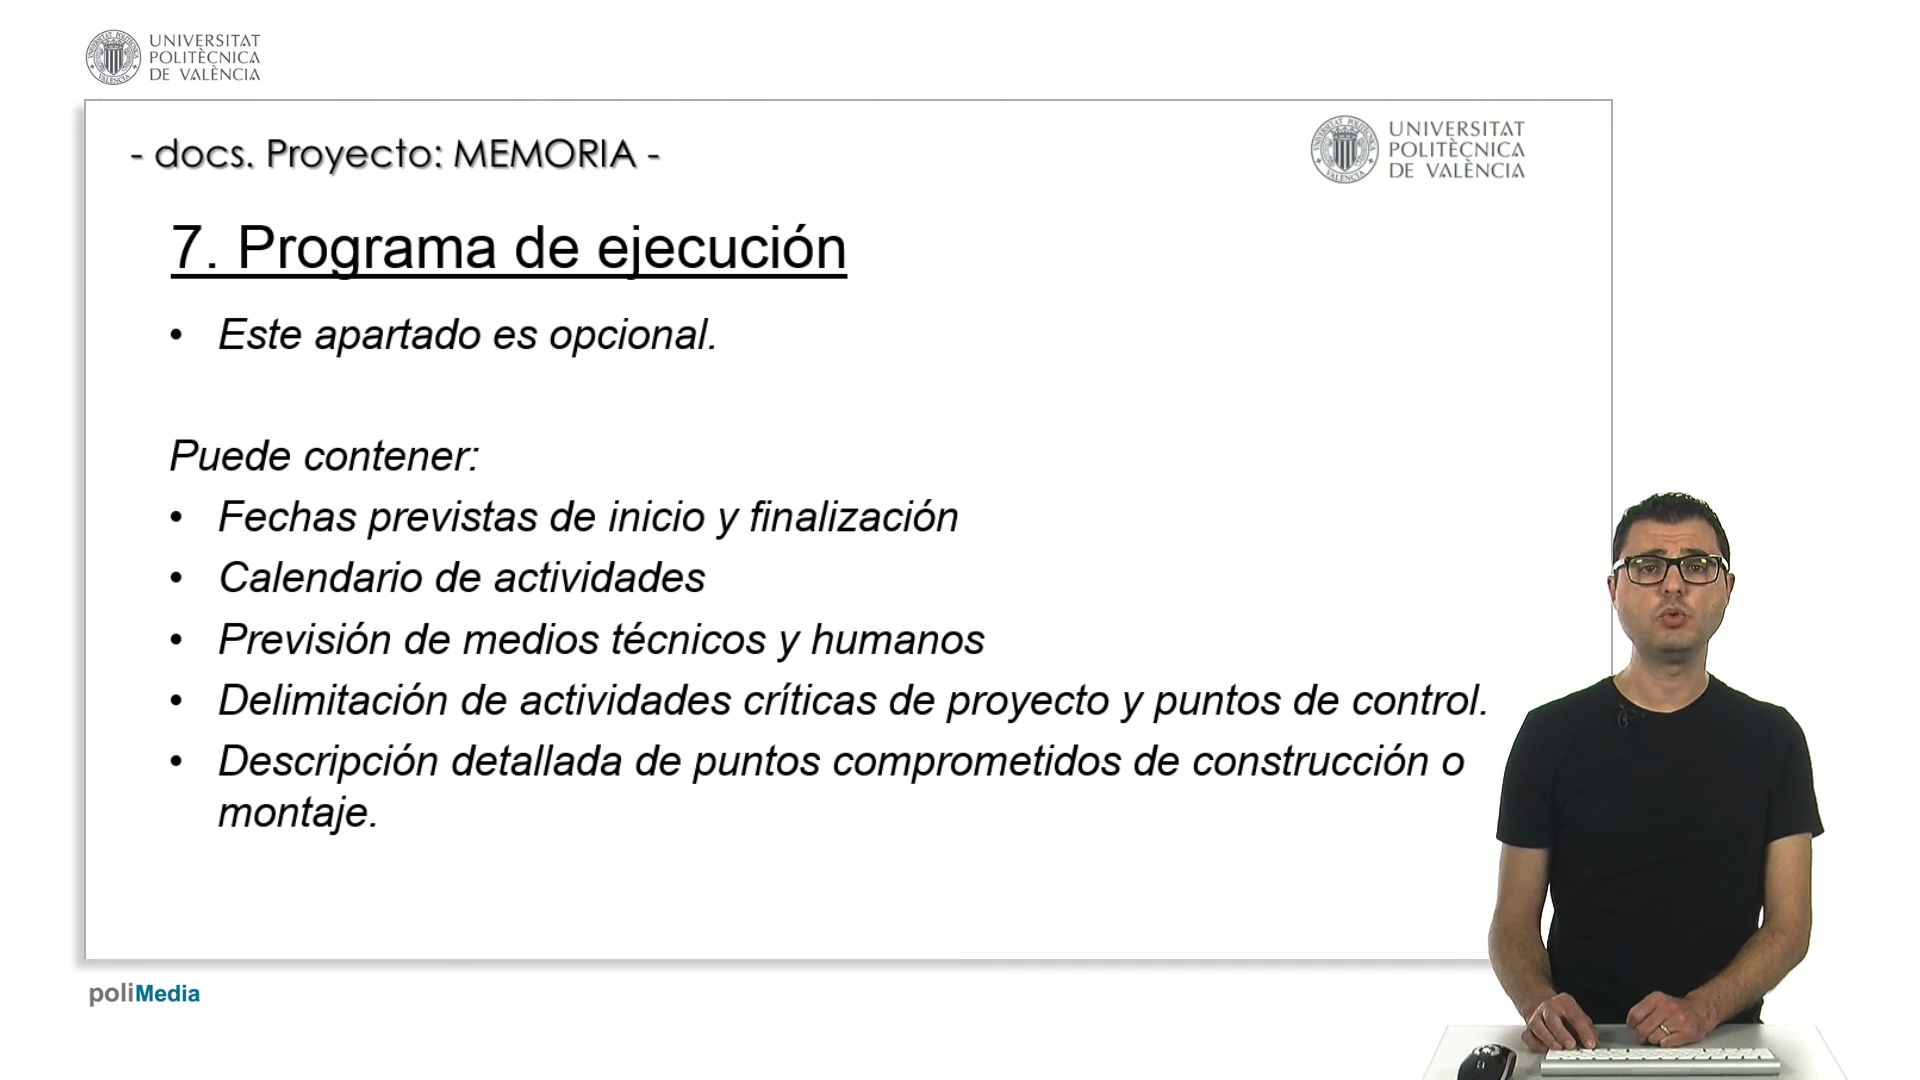 UNIVERSITAT
POLITÈCNICA
DE VALÈNCIA
- docs. Proyecto: MEMORIA -
UNIVERSITAT
POLITÈCNICA
DE VALÈNCIA
7. Programa de ejecución
• Este apartado es opcional.
Puede contener:
• Fechas previstas de inicio y finalización
• Calendario de actividades
• Previsión de medios técnicos y humanos
• Delimitación de actividades críticas de proyecto y puntos de control.
• Descripción detallada de puntos comprometidos de construcción o
montaje.
poliMedia